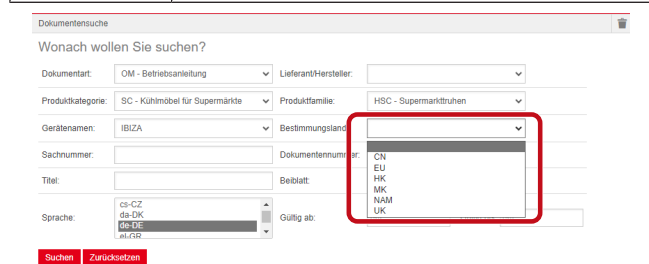 Dokumentensuche
Wonach wollen Sie suchen?
Dokumentart: OM - Betriebsanleitung Lieferant/Hersteller:
Produktkategorie: SC - Kühlmöbel für Supermärkte Produktfamilie: HSC - Supermarkttruhen
Gerätenamen: IBIZA Bestimmungsland
Sachnummer: Dokumentennummer:
CN
EU
Titel: Beiblatt:
HK
MK
NAM
UK
Sprache: cs-CZ
da-DK
de-DE
el-GR
Gültig ab:
Suchen Zurücksetzen